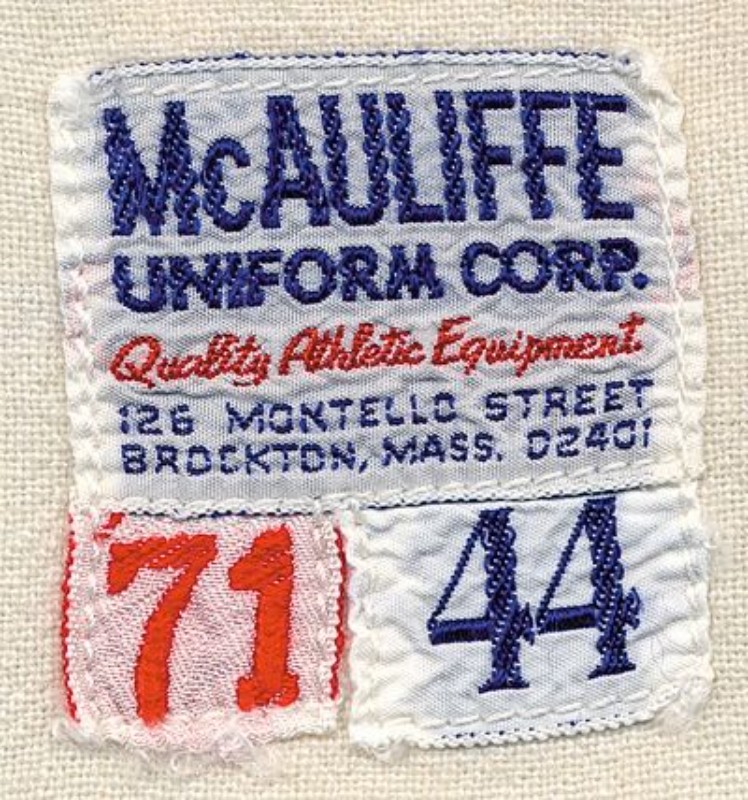 McAULIFFE
UNIFORM CORP.
Quality Athletic Equipment
126 MONTELLO STREET
BROCKTON, MASS. 02401
'71 44